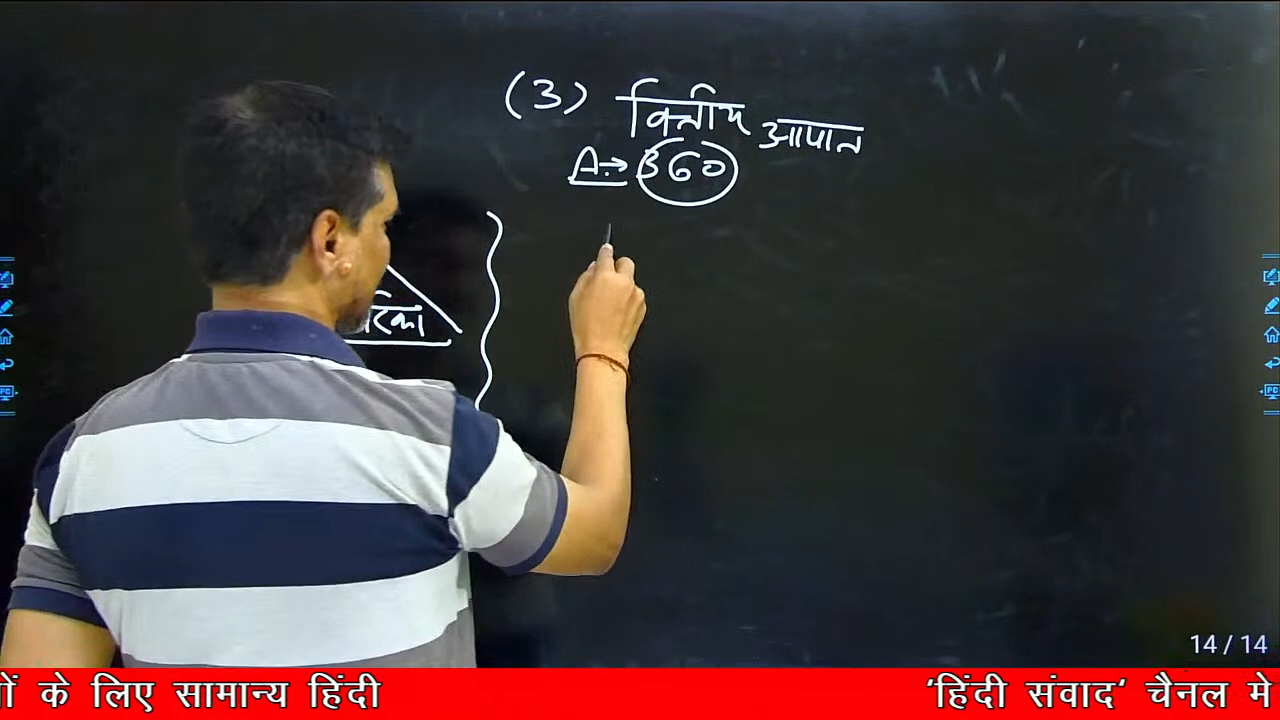 (3) वित्तीय आपात
A.→ 360
14 / 14
ों के लिए सामान्य हिंदी
'हिंदी संवाद' चैनल मे